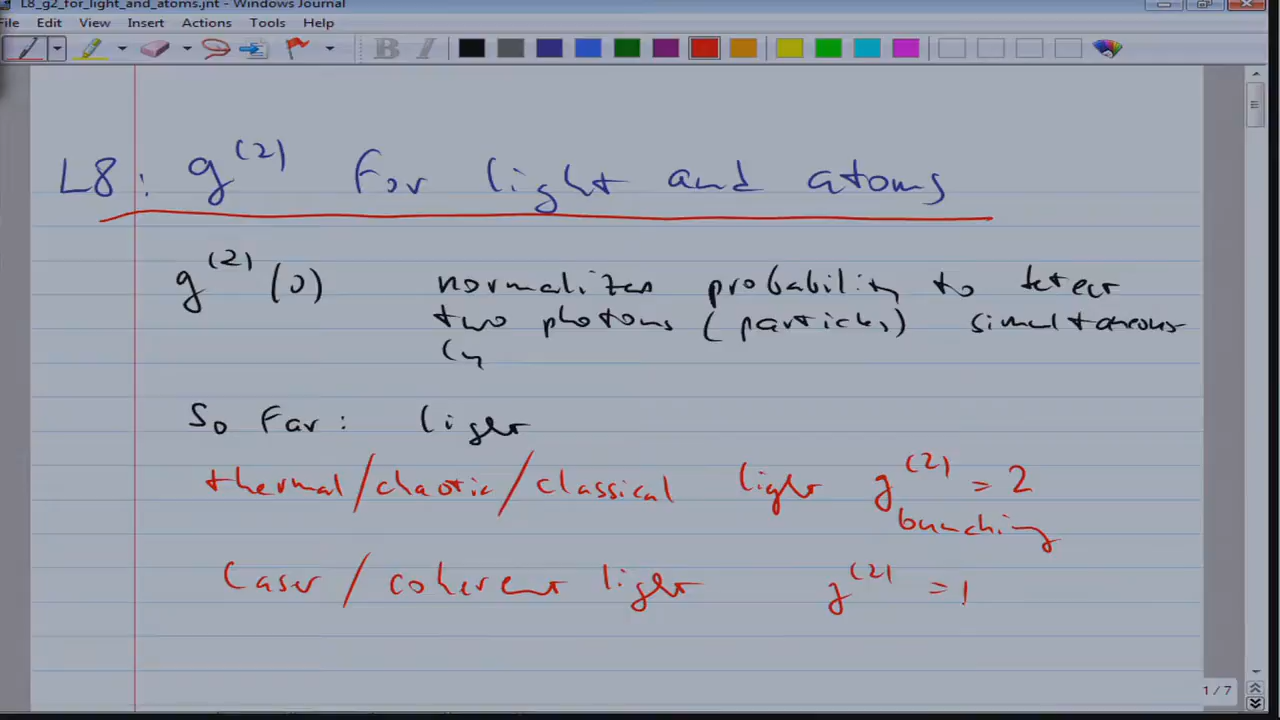 L8_g2_for_light_and_atoms.jnt - Windows Journal
File Edit View Insert Actions Tools Help
L8: g^(2) for light and atoms
g^(2) (0) normalized probability to detect
two photons (particles) simultaneous
ly
So far: light
thermal/chaotic/classical light g^(2) = 2
bunching
Laser / coherent light g^(2) = 1
1 / 7